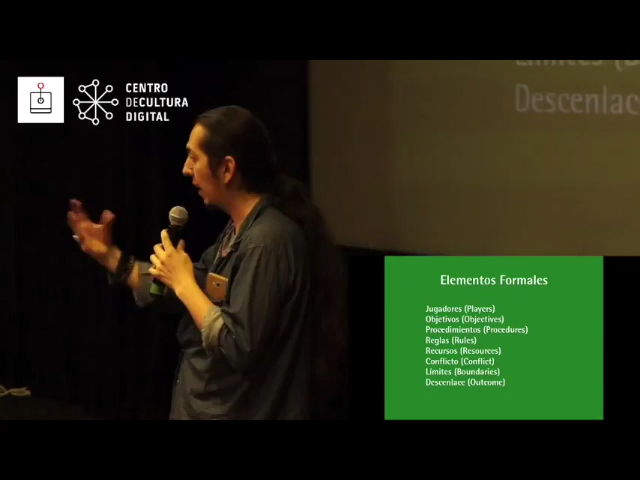 CENTRO
DECULTURA
DIGITAL
Descenlac
Elementos Formales
Jugadores (Players)
Objetivos (Objectives)
Procedimientos (Procedures)
Reglas (Rules)
Recursos (Resources)
Conflicto (Conflict)
Límites (Boundaries)
Descenlace (Outcome)